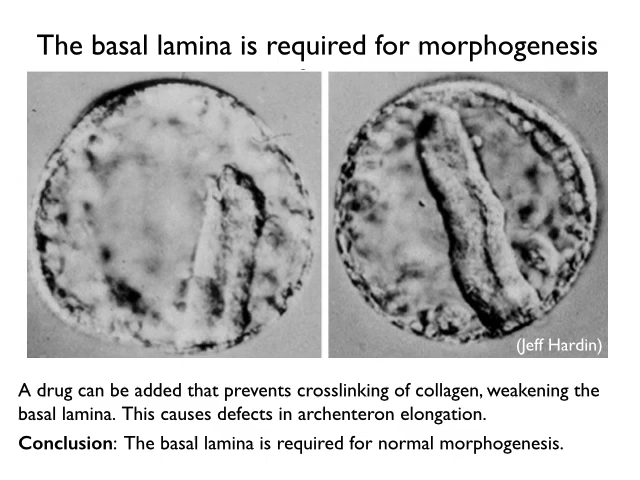 The basal lamina is required for morphogenesis
(Jeff Hardin)
A drug can be added that prevents crosslinking of collagen, weakening the
basal lamina. This causes defects in archenteron elongation.
Conclusion: The basal lamina is required for normal morphogenesis.